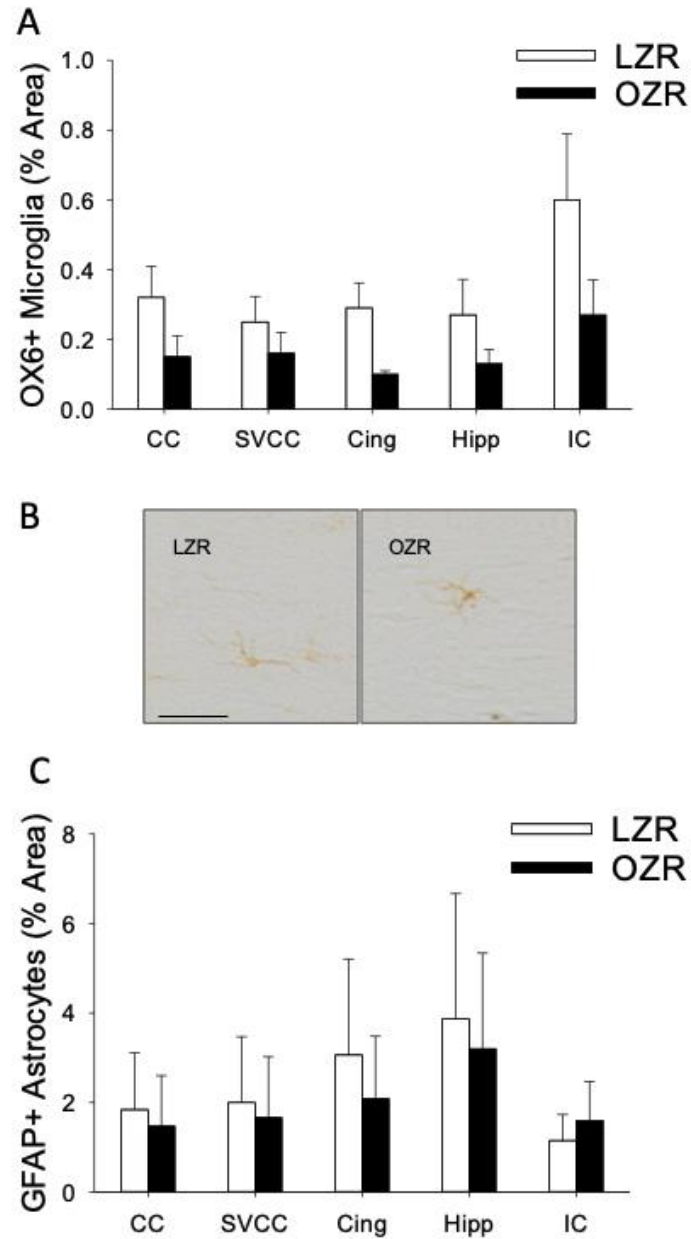 A
OX6+ Microglia (% Area)
1.0
0.8
0.6
0.4
0.2
0.0
LZR
OZR
CC SVCC Cing Hipp IC
B
LZR OZR
C
GFAP+ Astrocytes (% Area)
8
6
4
2
0
LZR
OZR
CC SVCC Cing Hipp IC